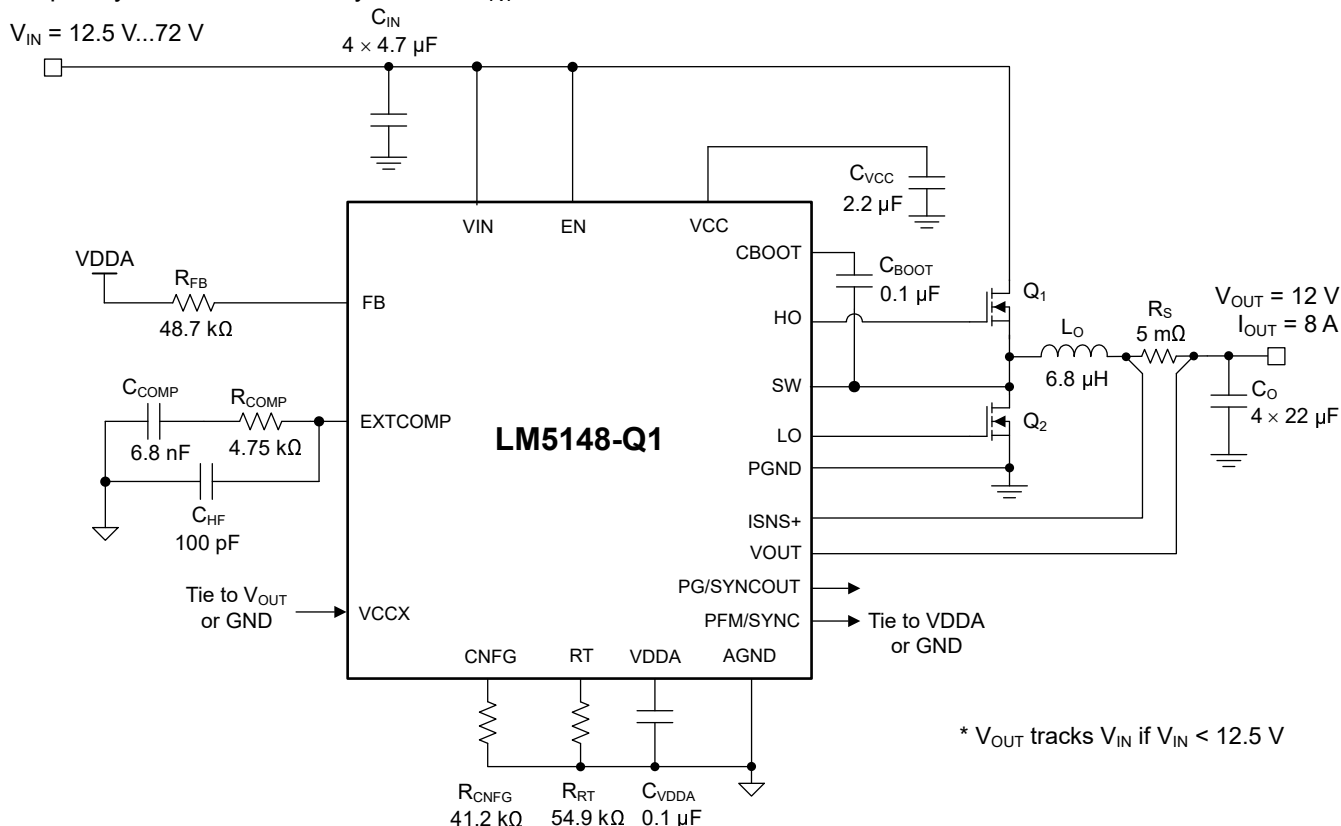 V_IN = 12.5 V...72 V
C_IN
4 × 4.7 µF
C_VCC
2.2 µF
VIN
EN
VCC
VDDA
R_FB
48.7 kΩ
FB
CBOOT
C_BOOT
0.1 µF
HO
Q1
L_O
6.8 µH
R_S
5 mΩ
V_OUT = 12 V
I_OUT = 8 A
C_O
4 × 22 µF
SW
C_COMP
6.8 nF
R_COMP
4.75 kΩ
EXTCOMP
C_HF
100 pF
LM5148-Q1
LO
Q2
PGND
ISNS+
VOUT
PG/SYNCOUT
PFM/SYNC
Tie to VDDA
or GND
Tie to V_OUT
or GND
VCCX
CNFG
RT
VDDA
AGND
* V_OUT tracks V_IN if V_IN < 12.5 V
R_CNFG
41.2 kΩ
R_RT
54.9 kΩ
C_VDDA
0.1 µF